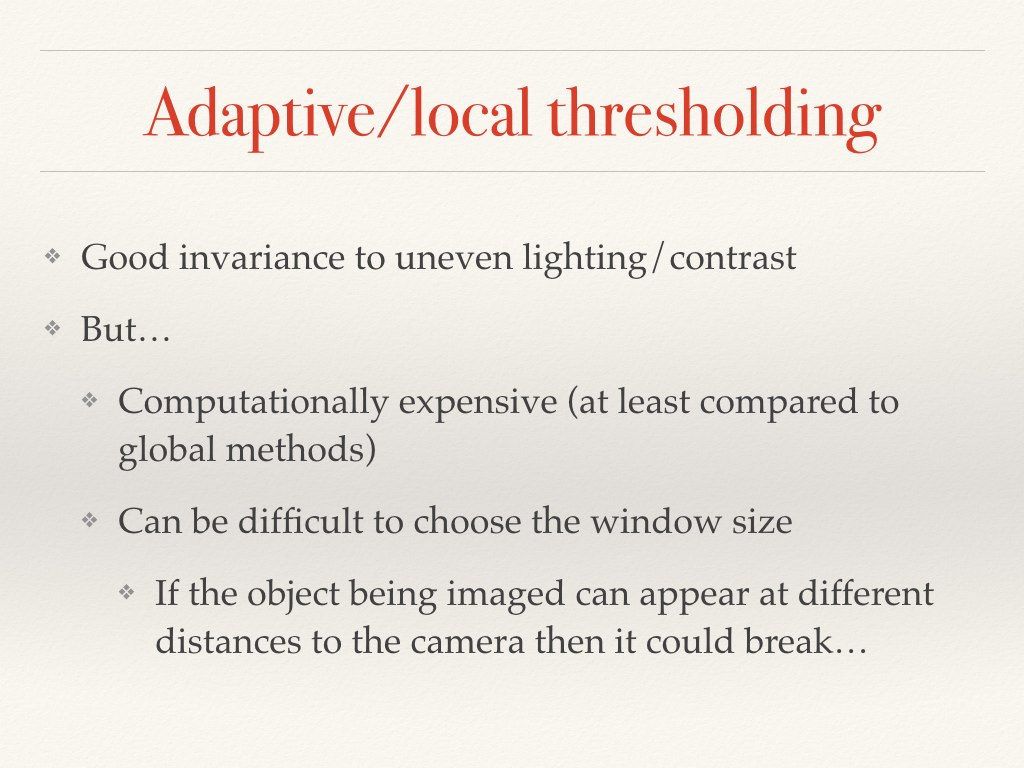 Adaptive/local thresholding
❖ Good invariance to uneven lighting/contrast
❖ But…
❖ Computationally expensive (at least compared to
global methods)
❖ Can be difficult to choose the window size
❖ If the object being imaged can appear at different
distances to the camera then it could break…